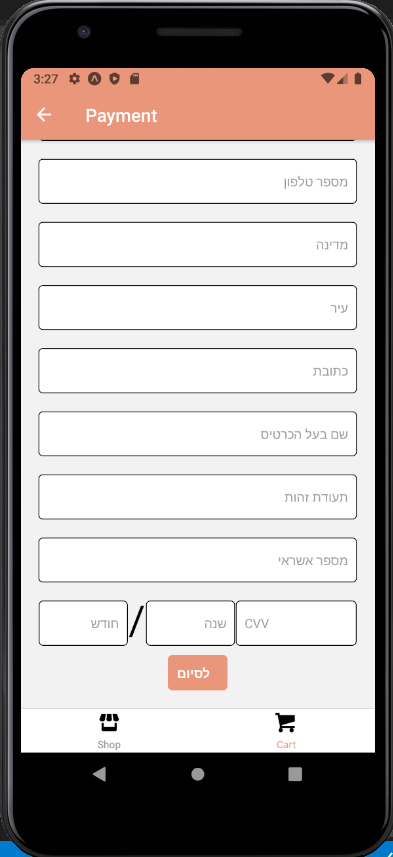 3:27
Payment
מספר טלפון
מדינה
עיר
כתובת
שם בעל הכרטיס
תעודת זהות
מספר אשראי
חודש / שנה CVV
לסיום
Shop Cart